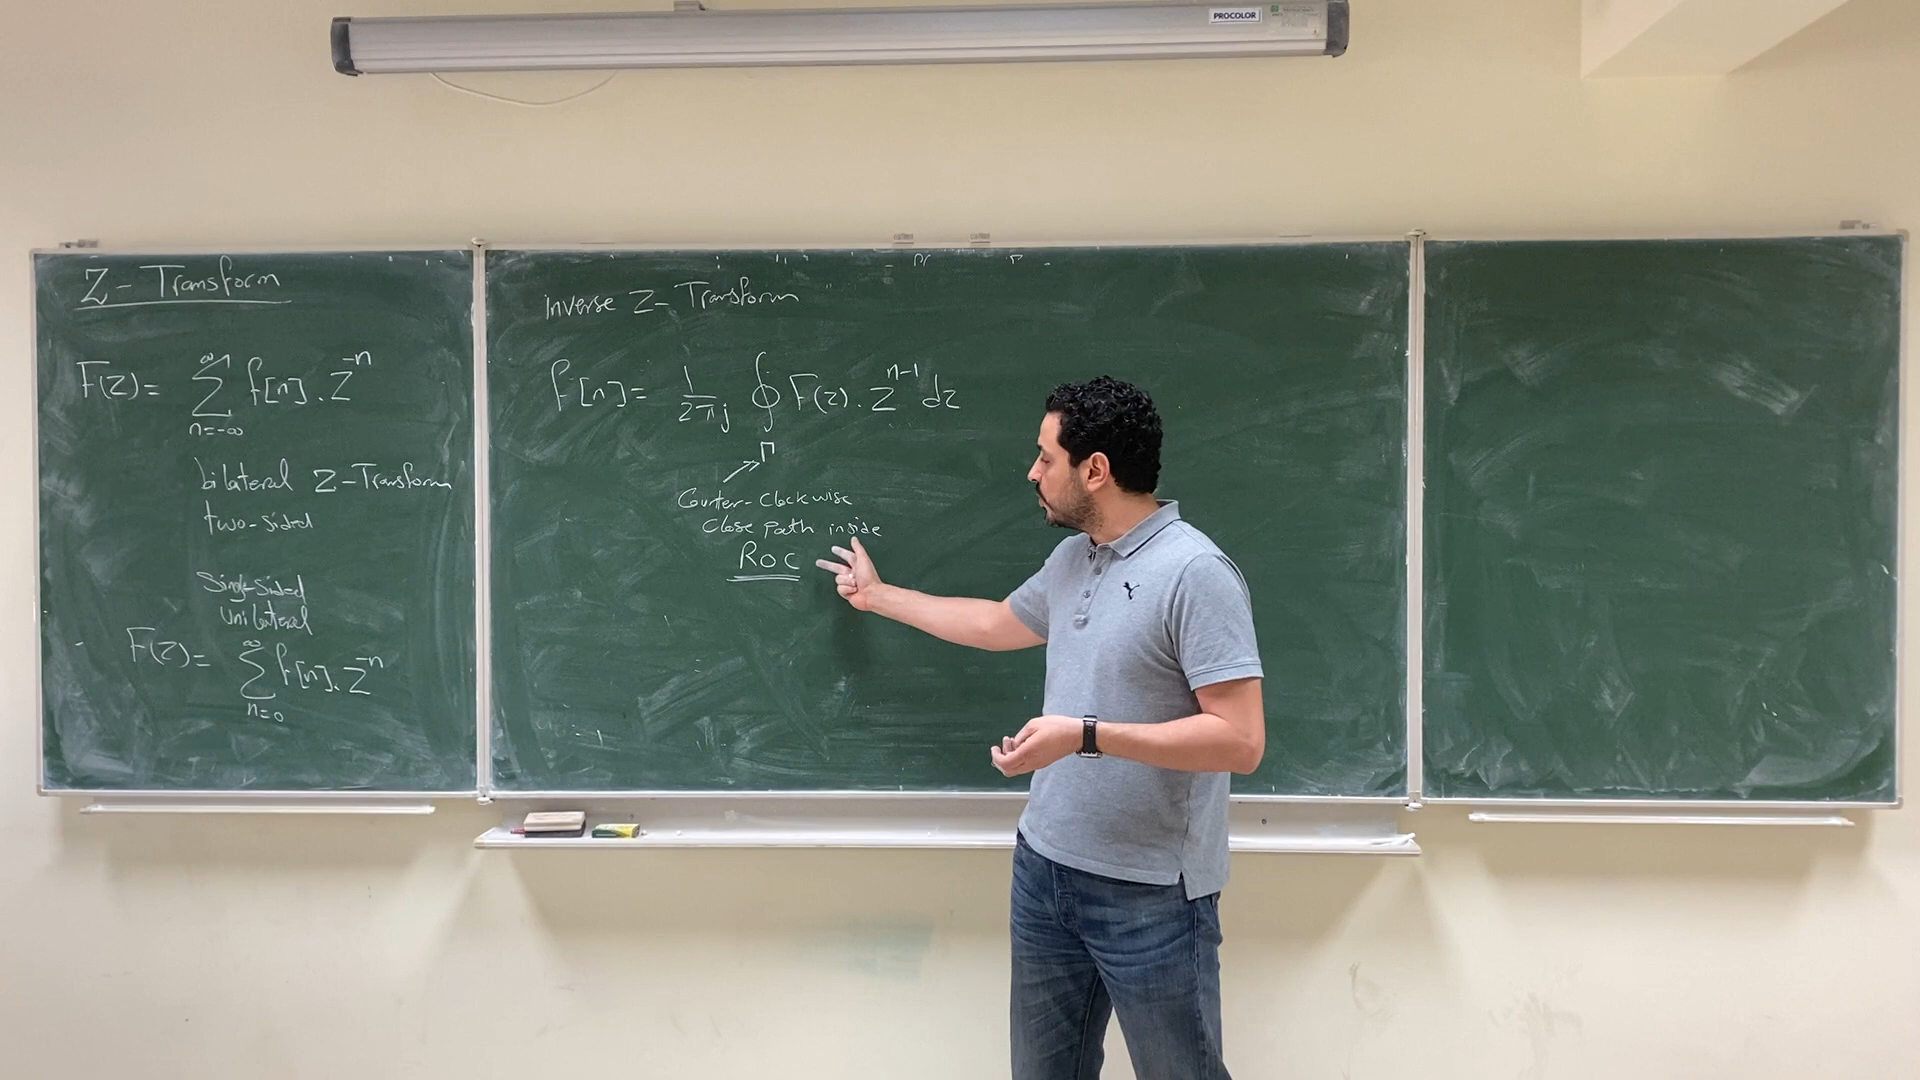 PROCOLOR
Z - Transform
F(z) = ∞ ∑ n=-∞ f[n] . Z^-n
bilateral Z-Transform
two-sided
Single-sided
Unilateral
F(z) = ∞ ∑ n=0 f[n] . Z^-n
inverse Z-Transform
f[n] = 1/2πj ∮ F(z) . Z^n-1 dz
Γ
Counter-Clockwise
Close Path inside
ROC